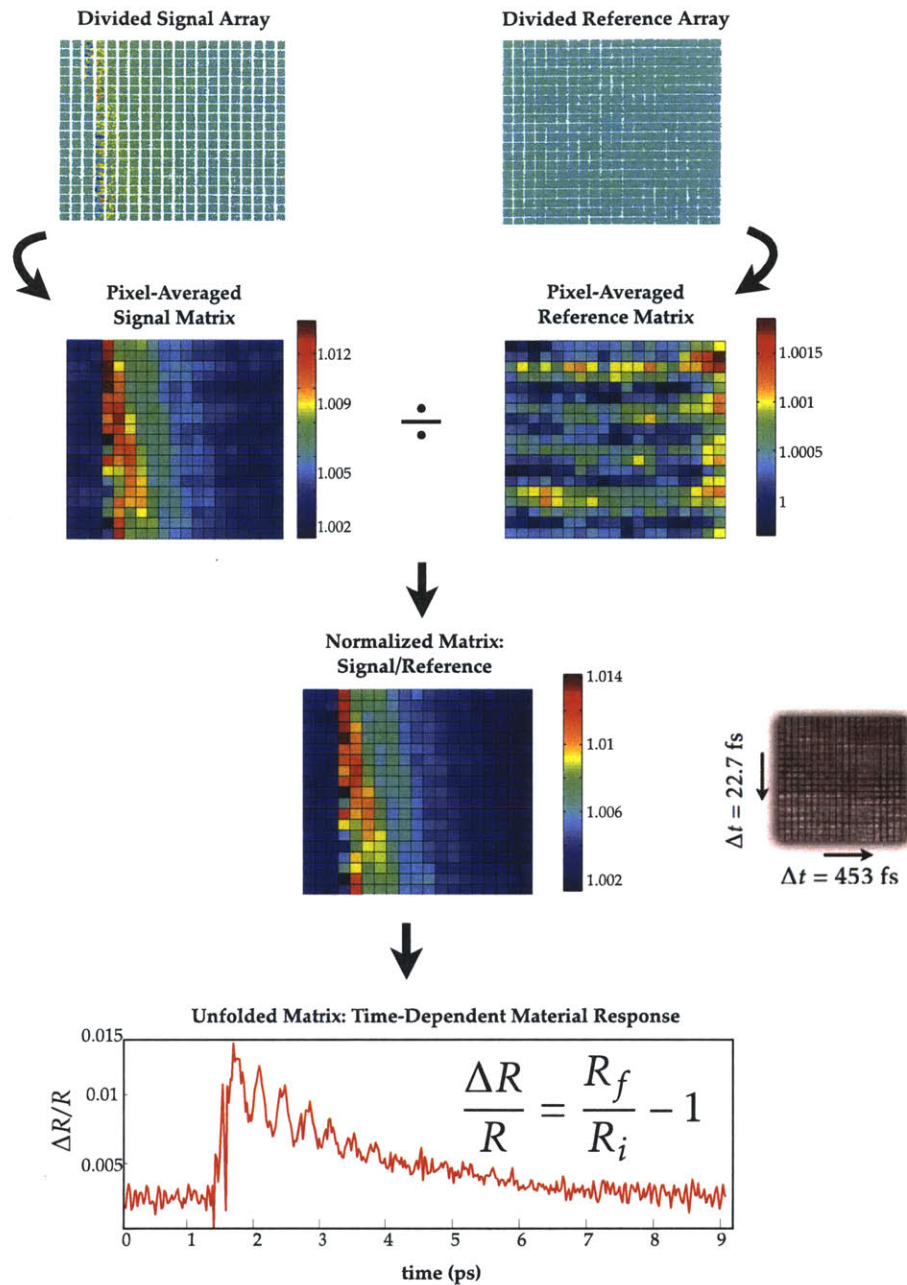 Divided Signal Array
Divided Reference Array
Pixel-Averaged
Signal Matrix
Pixel-Averaged
Reference Matrix
1.012
1.009
1.005
1.002
÷
1.0015
1.001
1.0005
1
Normalized Matrix:
Signal/Reference
1.014
1.01
1.006
1.002
Δt = 22.7 fs
Δt = 453 fs
Unfolded Matrix: Time-Dependent Material Response
0.015
0.01
0.005
ΔR/R
ΔR/R = R_f/R_i − 1
0 1 2 3 4 5 6 7 8 9
time (ps)